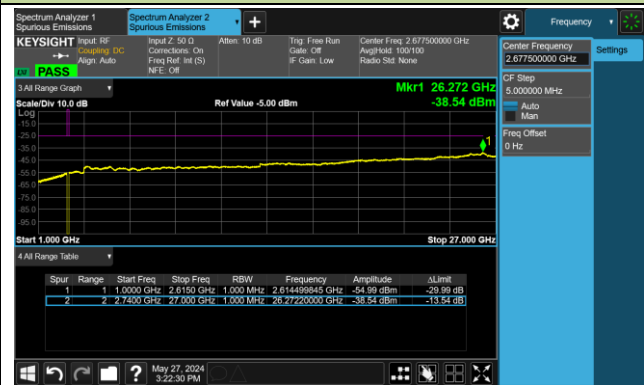 Spectrum Analyzer 1
Spurious Emissions
Spectrum Analyzer 2
Spurious Emissions
Frequency
KEYSIGHT Input: RF
Coupling: DC
Align: Auto
Input Z: 50 Ω
Corrections: On
Freq Ref: Int (S)
NFE: Off
Atten: 10 dB
Trig: Free Run
Gate: Off
IF Gain: Low
Center Freq: 2.677500000 GHz
Avg|Hold: 100/100
Radio Std: None
PASS
Center Frequency
2.677500000 GHz
Settings
CF Step
5.000000 MHz
Auto
Man
Freq Offset
0 Hz
3 All Range Graph
Mkr1 26.272 GHz
Scale/Div 10.0 dB
Ref Value -5.00 dBm
-38.54 dBm
Log
-15.0
-25.0
-35.0
-45.0
-55.0
-65.0
-75.0
-85.0
-95.0
1
Start 1.000 GHz
Stop 27.000 GHz
4 All Range Table
Spur Range Start Freq Stop Freq RBW Frequency Amplitude ΔLimit
1 1 1.0000 GHz 2.6150 GHz 1.000 MHz 2.614499845 GHz -54.99 dBm -29.99 dB
2 2 2.7400 GHz 27.000 GHz 1.000 MHz 26.27220000 GHz -38.54 dBm -13.54 dB
May 27, 2024
3:22:30 PM